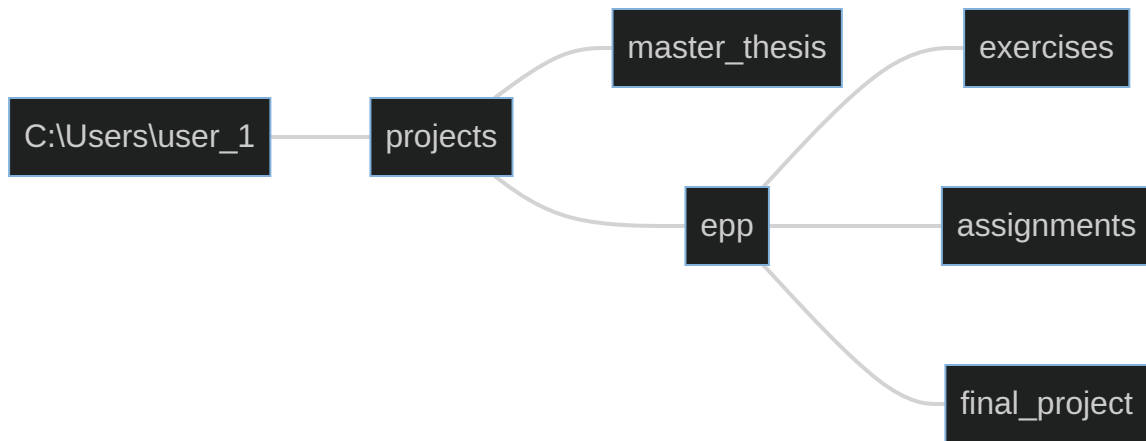 C:\Users\user_1
projects
master_thesis
epp
exercises
assignments
final_project